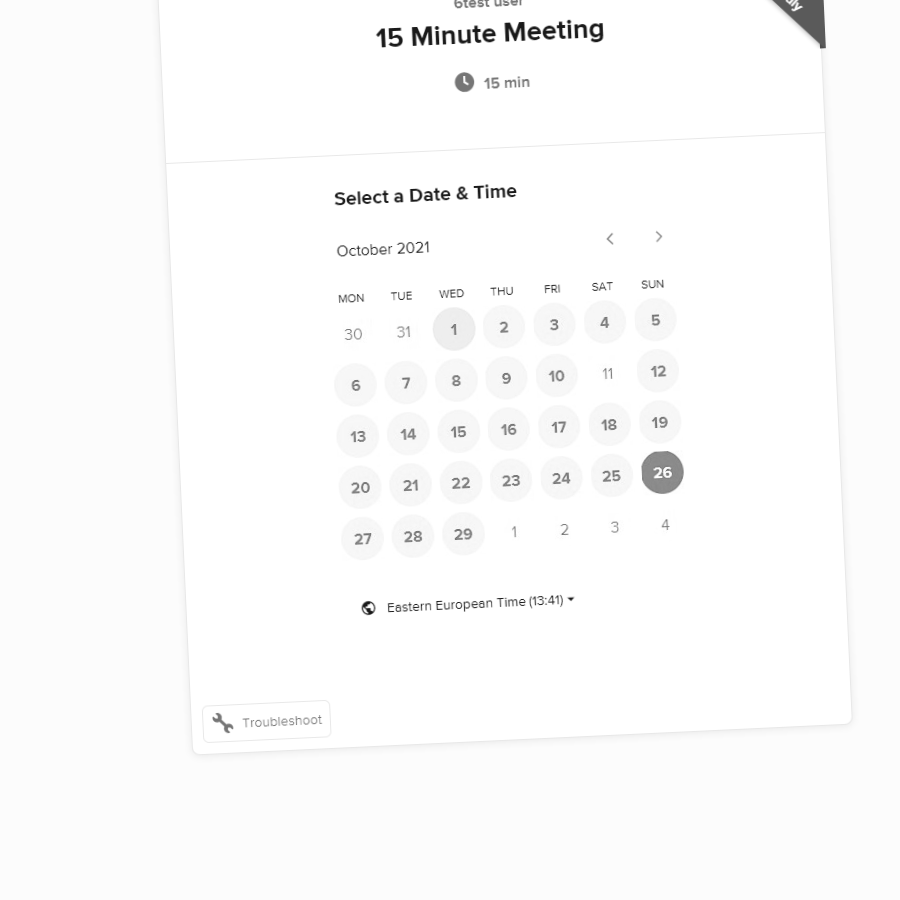 6test user
15 Minute Meeting
15 min
Select a Date & Time
October 2021
MON TUE WED THU FRI SAT SUN
30 31 1 2 3 4 5
6 7 8 9 10 11 12
13 14 15 16 17 18 19
20 21 22 23 24 25 26
27 28 29 1 2 3 4
Eastern European Time (13:41)
Troubleshoot